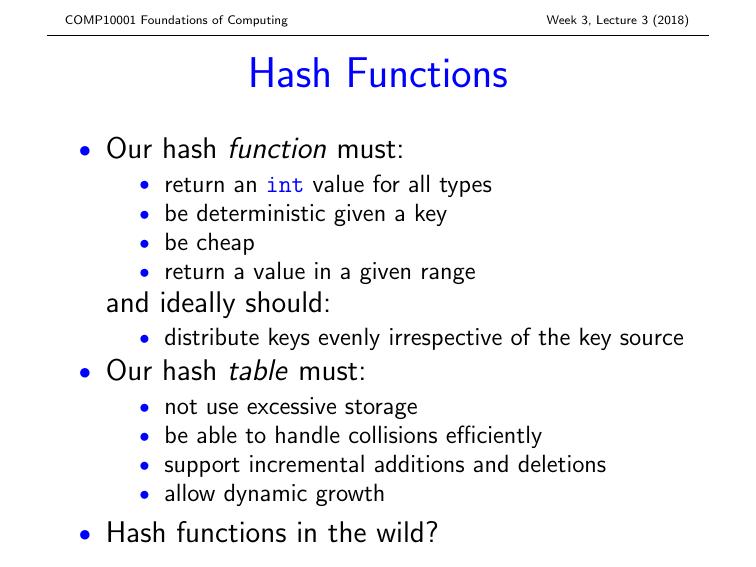 COMP10001 Foundations of Computing Week 3, Lecture 3 (2018)
Hash Functions
• Our hash function must:
• return an int value for all types
• be deterministic given a key
• be cheap
• return a value in a given range
and ideally should:
• distribute keys evenly irrespective of the key source
• Our hash table must:
• not use excessive storage
• be able to handle collisions efficiently
• support incremental additions and deletions
• allow dynamic growth
• Hash functions in the wild?